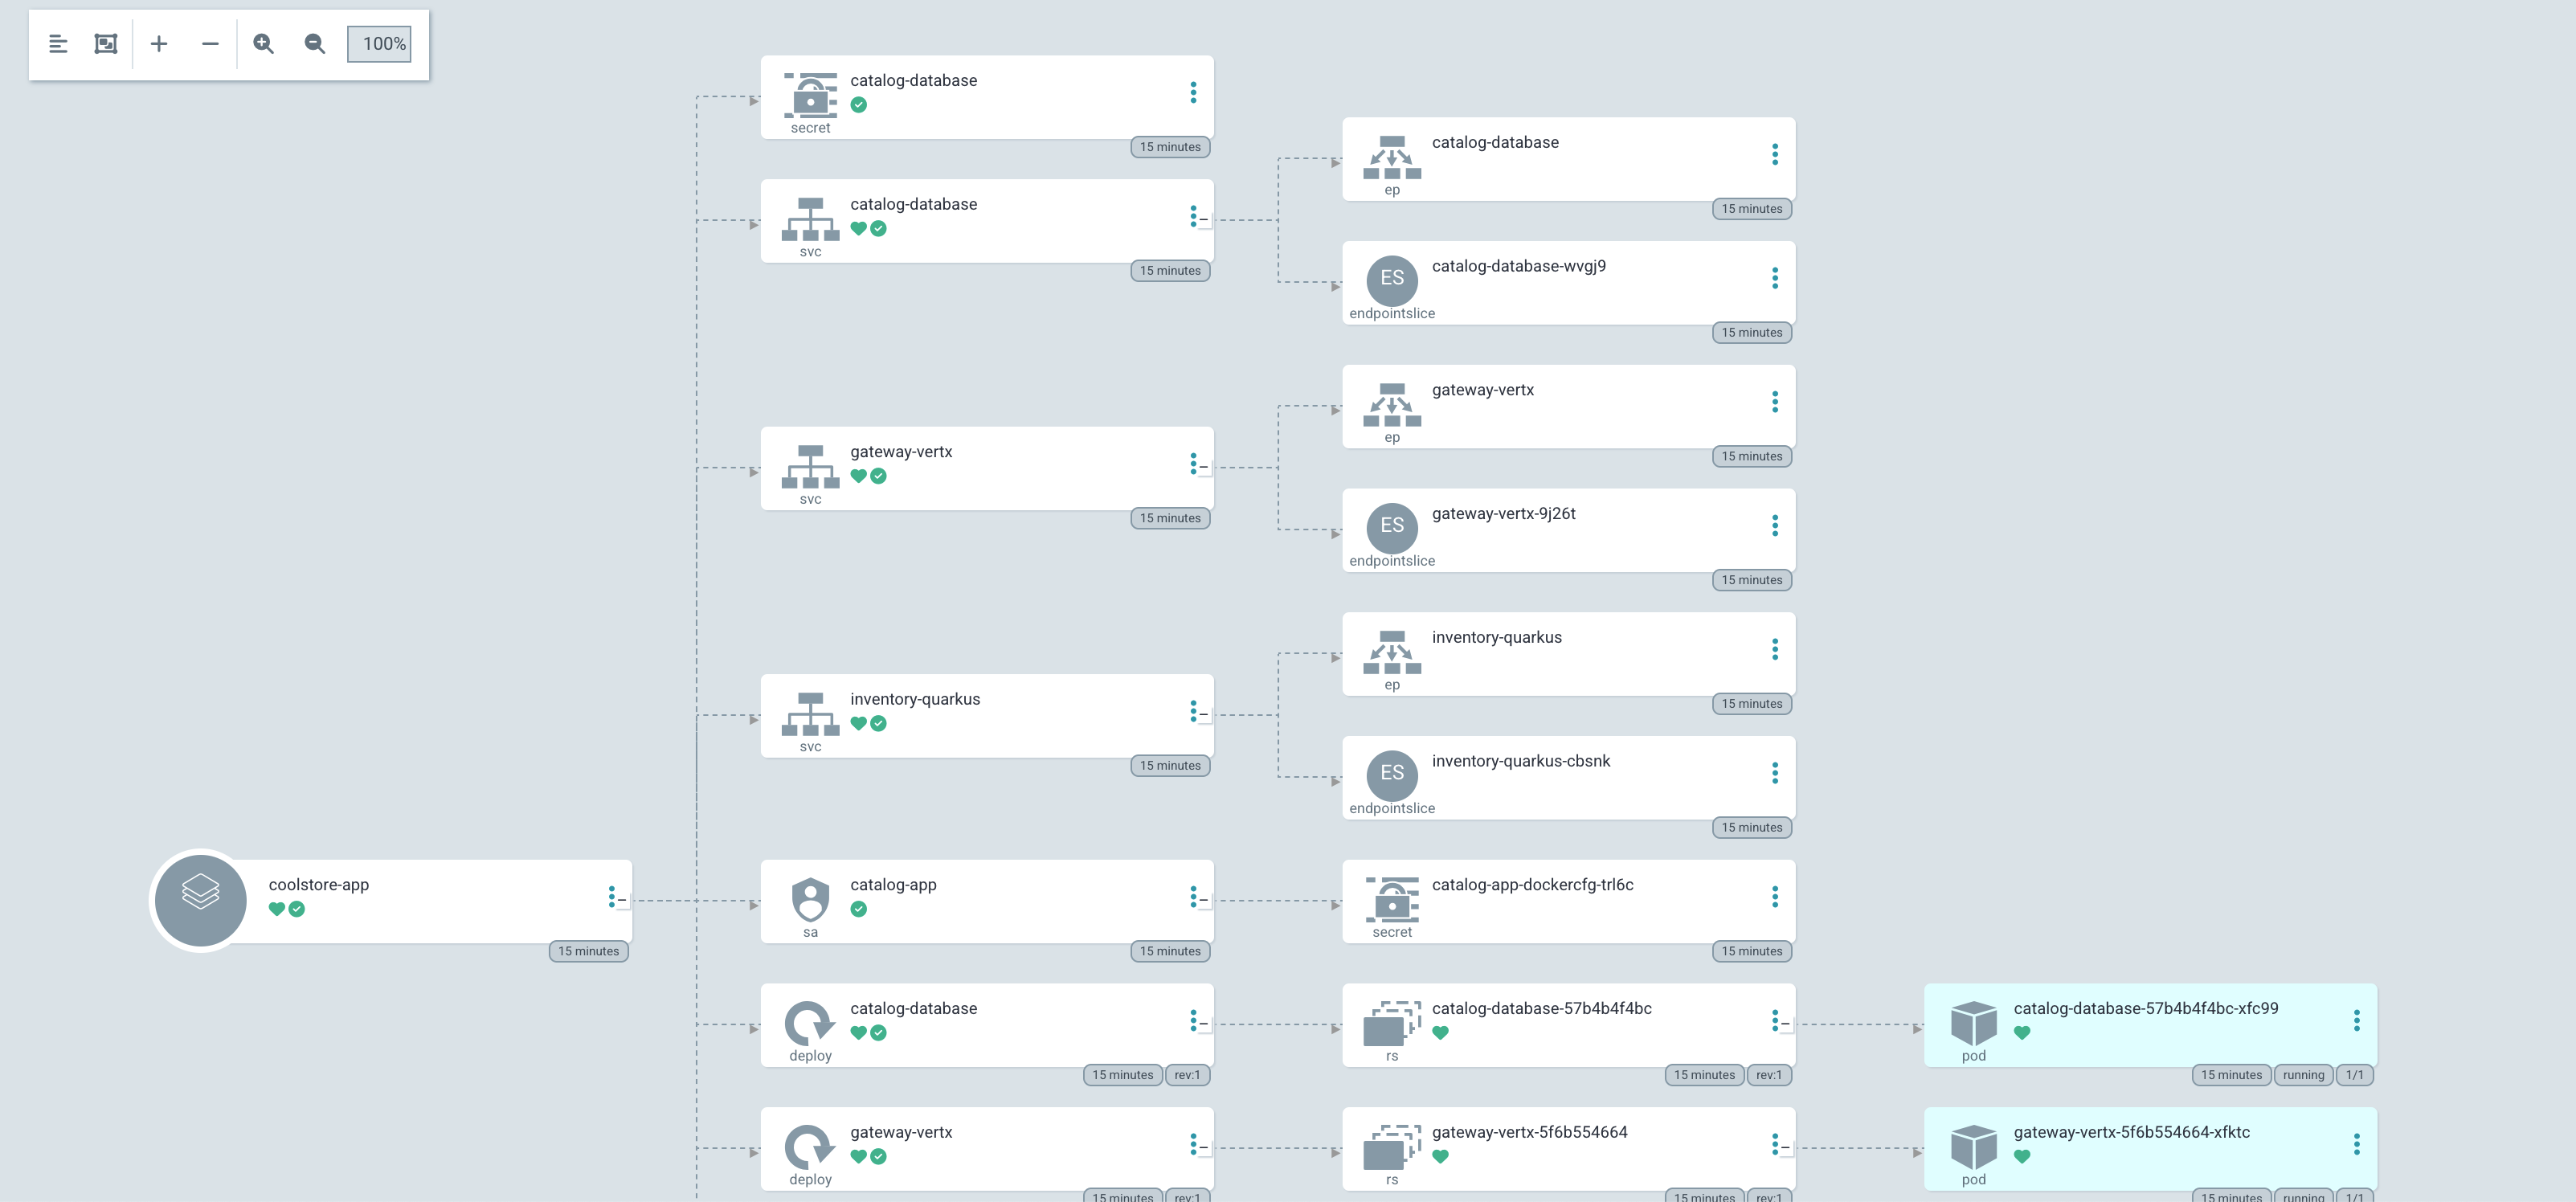 100%
catalog-database
secret
15 minutes
catalog-database
ep
15 minutes
catalog-database
svc
15 minutes
catalog-database-wvgj9
ES
endpointslice
15 minutes
gateway-vertx
ep
15 minutes
gateway-vertx
svc
15 minutes
gateway-vertx-9j26t
ES
endpointslice
15 minutes
inventory-quarkus
ep
15 minutes
inventory-quarkus
svc
15 minutes
inventory-quarkus-cbsnk
ES
endpointslice
15 minutes
coolstore-app
15 minutes
catalog-app
sa
15 minutes
catalog-app-dockercfg-trl6c
secret
15 minutes
catalog-database
deploy
15 minutes rev:1
catalog-database-57b4b4f4bc
rs
15 minutes rev:1
catalog-database-57b4b4f4bc-xfc99
pod
15 minutes running 1/1
gateway-vertx
deploy
15 minutes rev:1
gateway-vertx-5f6b554664
rs
15 minutes rev:1
gateway-vertx-5f6b554664-xfktc
pod
15 minutes running 1/1